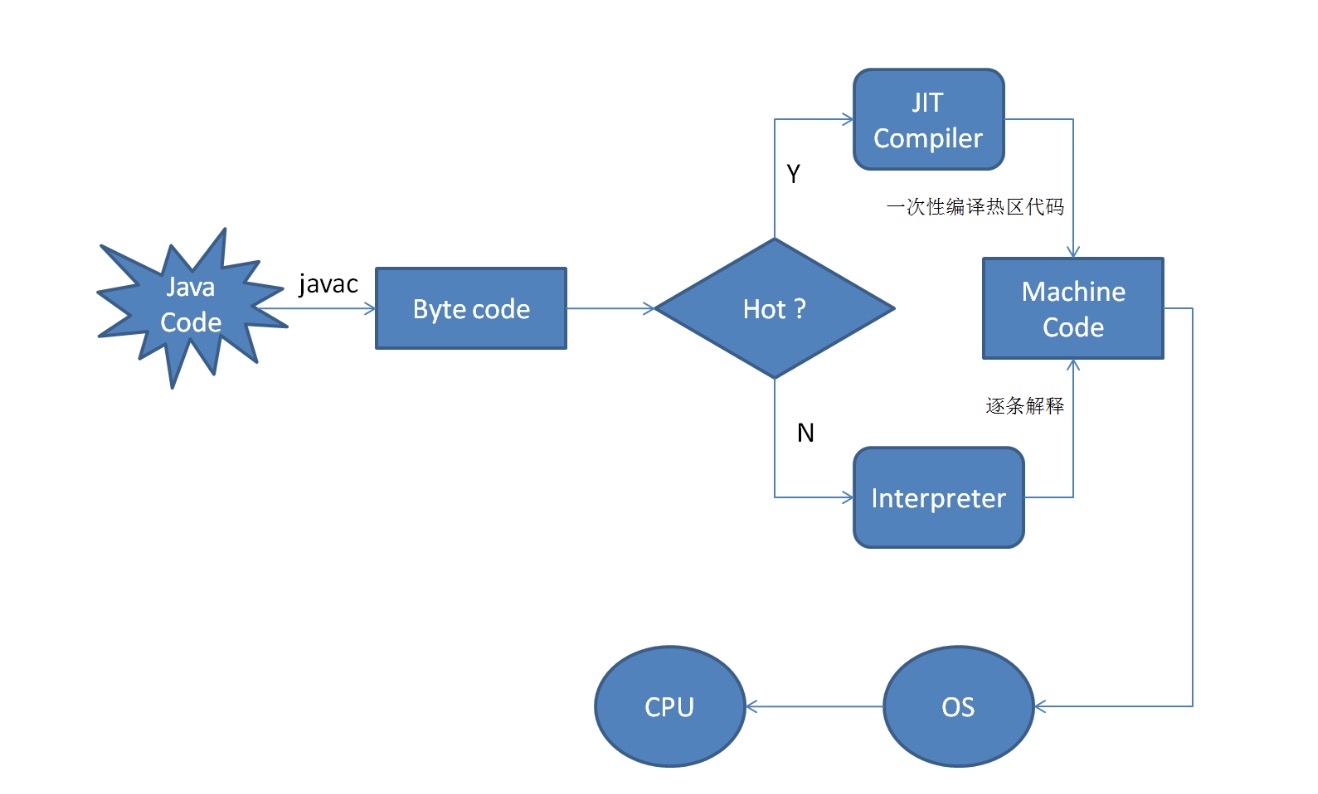 Java
Code
javac
Byte code
Hot ?
Y
JIT
Compiler
一次性编译热区代码
Machine
Code
N
逐条解释
Interpreter
CPU
OS